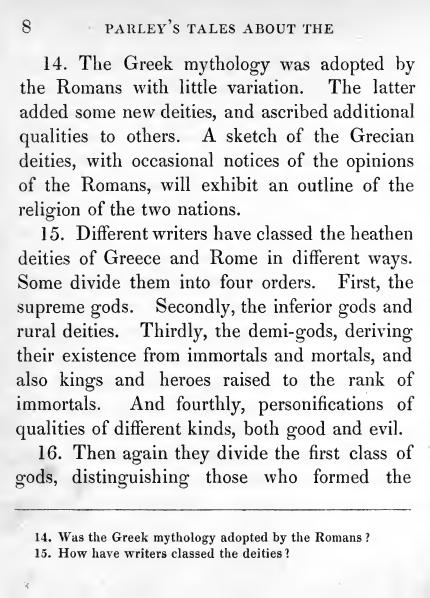 8 PARLEY'S TALES ABOUT THE
14. The Greek mythology was adopted by
the Romans with little variation. The latter
added some new deities, and ascribed additional
qualities to others. A sketch of the Grecian
deities, with occasional notices of the opinions
of the Romans, will exhibit an outline of the
religion of the two nations.
15. Different writers have classed the heathen
deities of Greece and Rome in different ways.
Some divide them into four orders. First, the
supreme gods. Secondly, the inferior gods and
rural deities. Thirdly, the demi-gods, deriving
their existence from immortals and mortals, and
also kings and heroes raised to the rank of
immortals. And fourthly, personifications of
qualities of different kinds, both good and evil.
16. Then again they divide the first class of
gods, distinguishing those who formed the
14. Was the Greek mythology adopted by the Romans?
15. How have writers classed the deities?